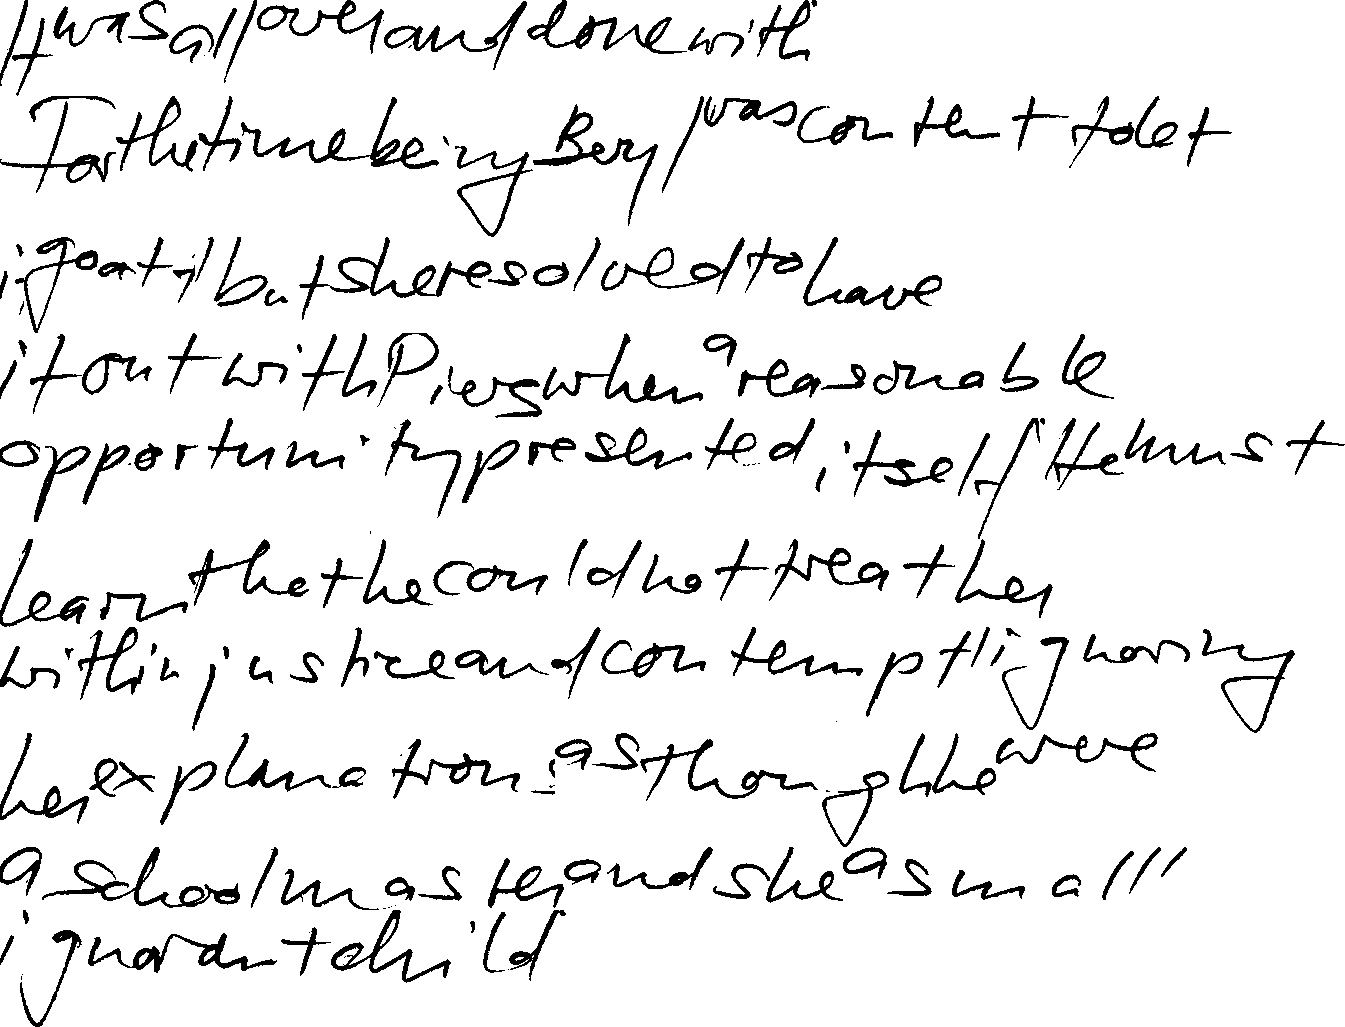 It was all over and done with
For the time being Beryl was content to let
it go at that but she resolved to have
it out with Piers when a reasonable
opportunity presented itself He must
learn that he could not treat her
with injustice and contempt ignoring
her explanations as though he were
a schoolmaster and she a small
ignorant child